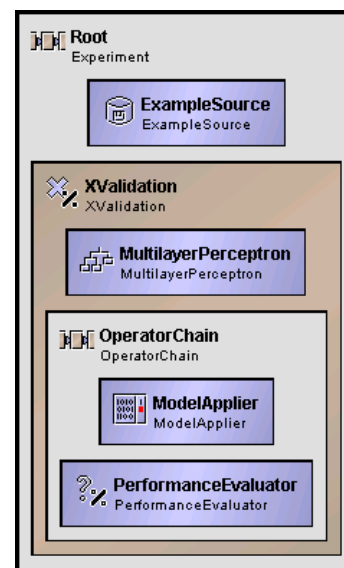 Root
Experiment
ExampleSource
ExampleSource
XValidation
XValidation
MultilayerPerceptron
MultilayerPerceptron
OperatorChain
OperatorChain
ModelApplier
ModelApplier
PerformanceEvaluator
PerformanceEvaluator